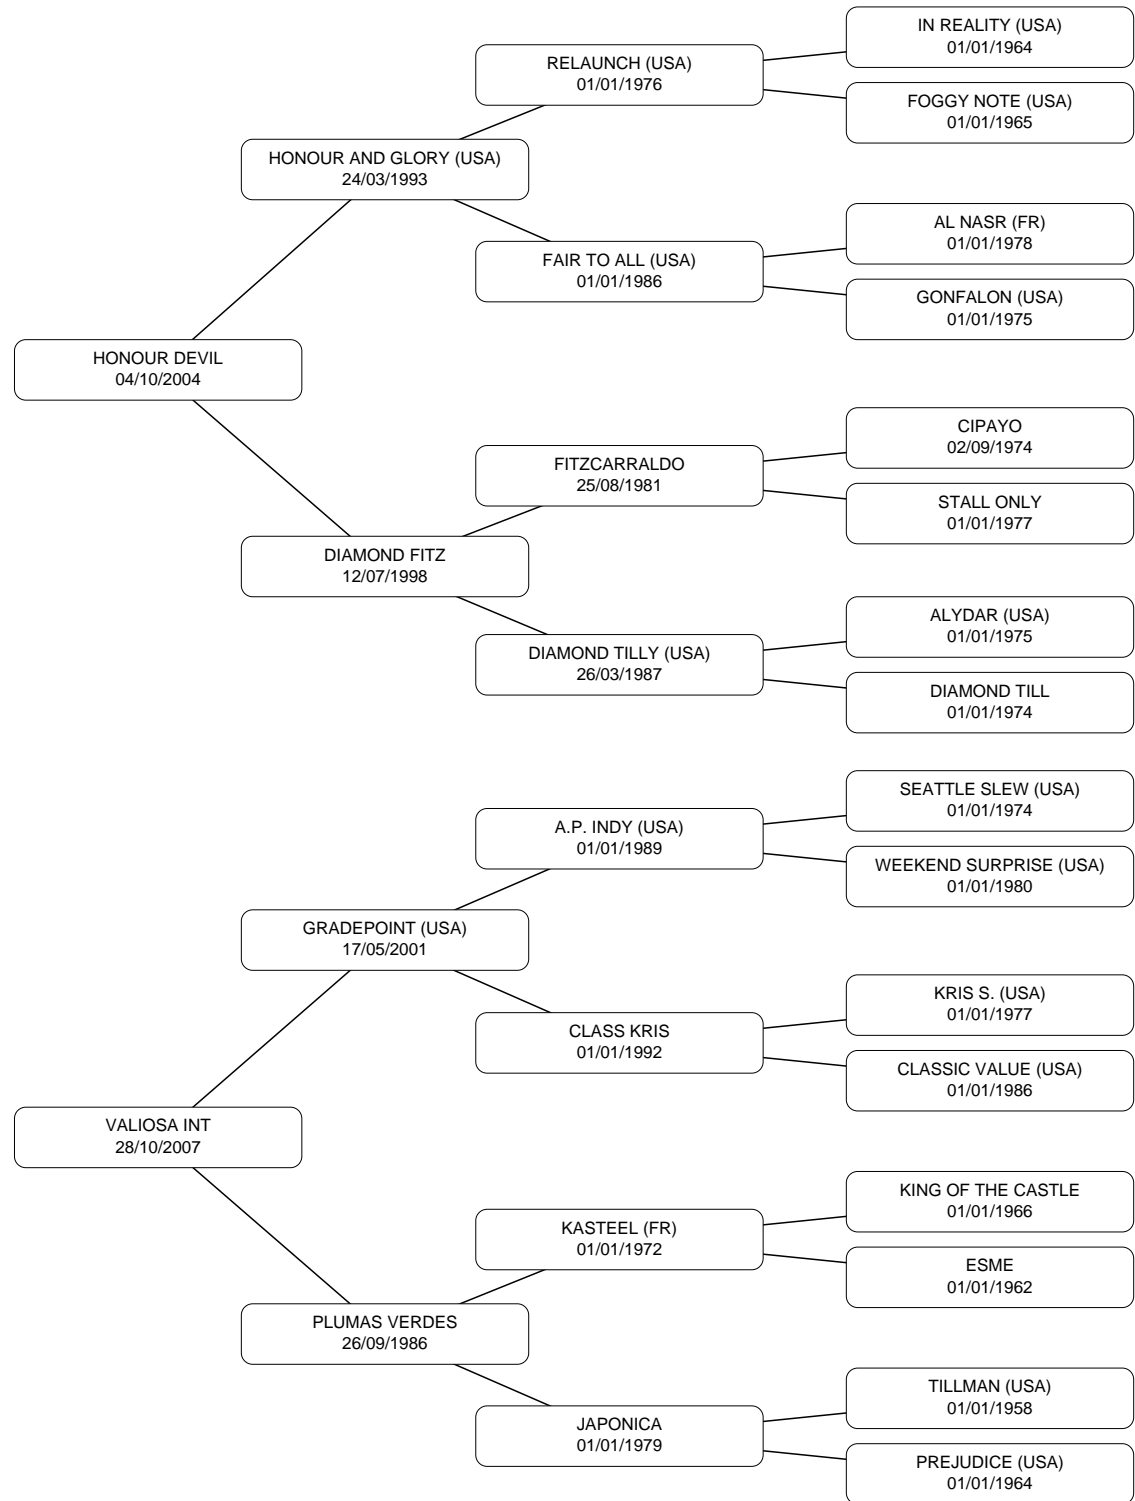 IN REALITY (USA)
01/01/1964
RELAUNCH (USA)
01/01/1976
FOGGY NOTE (USA)
01/01/1965
HONOUR AND GLORY (USA)
24/03/1993
AL NASR (FR)
01/01/1978
FAIR TO ALL (USA)
01/01/1986
GONFALON (USA)
01/01/1975
HONOUR DEVIL
04/10/2004
CIPAYO
02/09/1974
FITZCARRALDO
25/08/1981
STALL ONLY
01/01/1977
DIAMOND FITZ
12/07/1998
ALYDAR (USA)
01/01/1975
DIAMOND TILLY (USA)
26/03/1987
DIAMOND TILL
01/01/1974
SEATTLE SLEW (USA)
01/01/1974
A.P. INDY (USA)
01/01/1989
WEEKEND SURPRISE (USA)
01/01/1980
GRADEPOINT (USA)
17/05/2001
KRIS S. (USA)
01/01/1977
CLASS KRIS
01/01/1992
CLASSIC VALUE (USA)
01/01/1986
VALIOSA INT
28/10/2007
KING OF THE CASTLE
01/01/1966
KASTEEL (FR)
01/01/1972
ESME
01/01/1962
PLUMAS VERDES
26/09/1986
TILLMAN (USA)
01/01/1958
JAPONICA
01/01/1979
PREJUDICE (USA)
01/01/1964